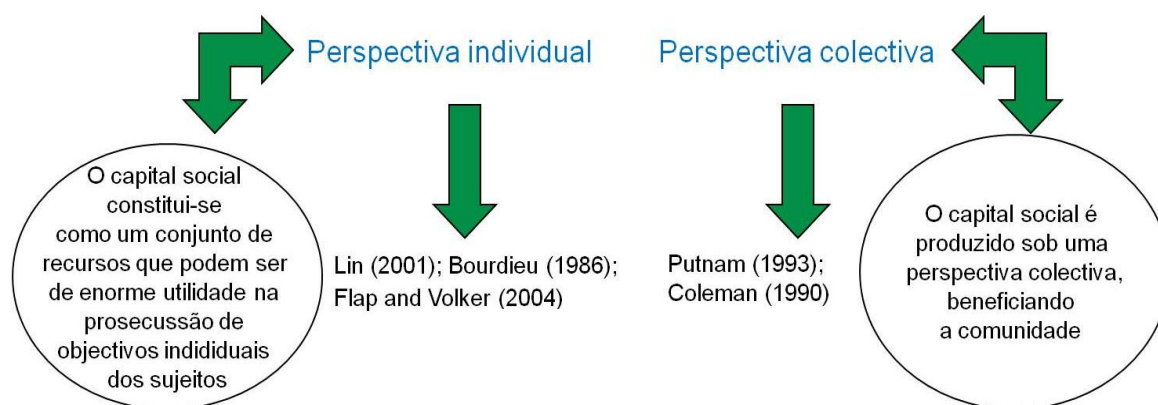 Perspectiva individual
Perspectiva colectiva
O capital social
constitui-se
como um conjunto de
recursos que podem ser
de enorme utilidade na
prosecussão de
objectivos indididuais
dos sujeitos
Lin (2001); Bourdieu (1986);
Flap and Volker (2004)
Putnam (1993);
Coleman (1990)
O capital social é
produzido sob uma
perspectiva colectiva,
beneficiando
a comunidade